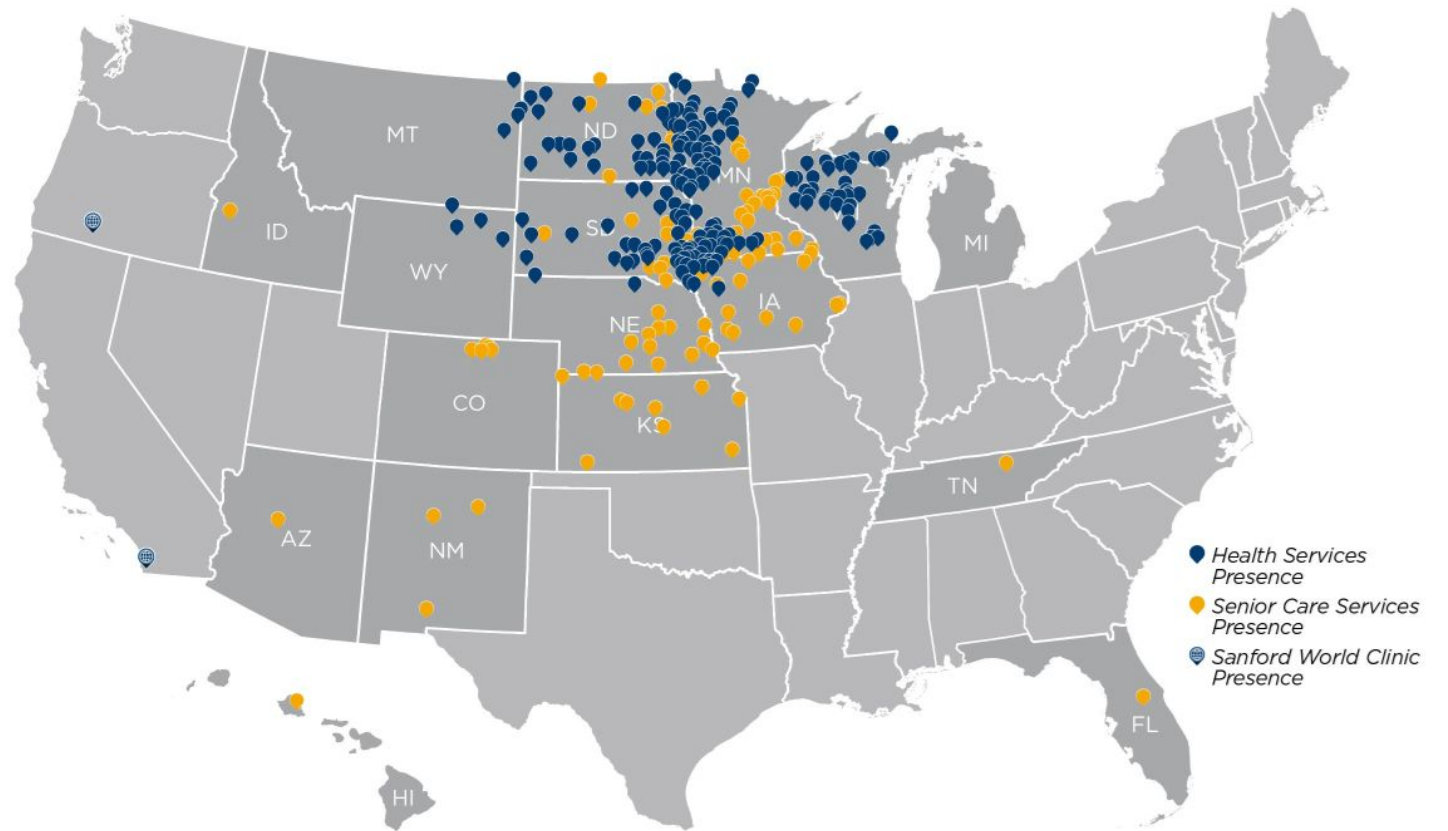 MT
ND
MN
ID
SD
WY
MI
IA
NE
CO
KS
TN
AZ
NM
Health Services
Presence
Senior Care Services
Presence
Sanford World Clinic
Presence
FL
HI